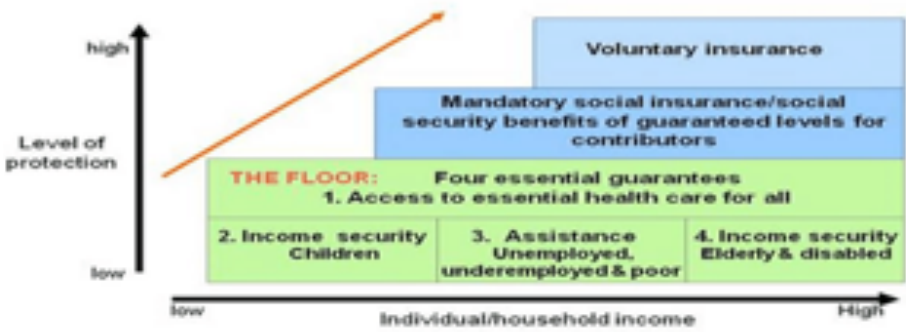 high
Voluntary insurance
Mandatory social insurance/social
security benefits of guaranteed levels for
contributors
Level of
protection
THE FLOOR: Four essential guarantees
1. Access to essential health care for all
2. Income security
Children
3. Assistance
Unemployed,
underemployed & poor
4. Income security
Elderly & disabled
low
low
High
Individual/household income